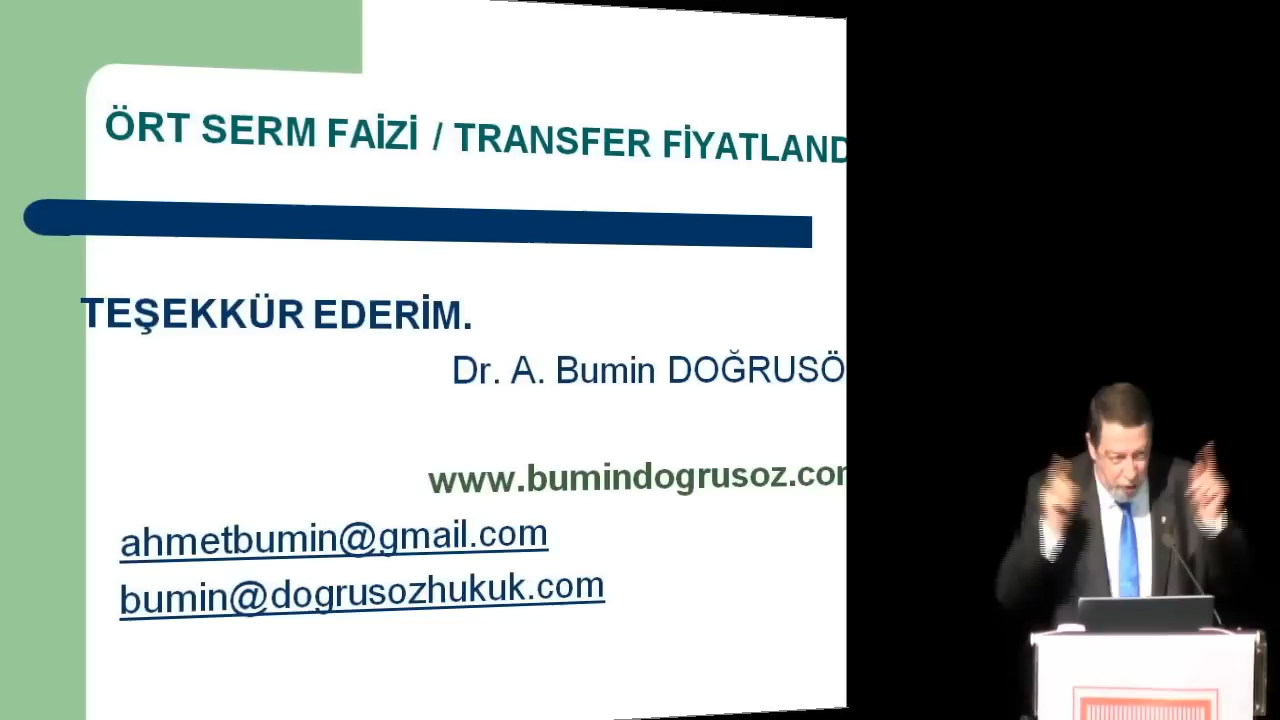 ÖRT SERM FAİZİ / TRANSFER FİYATLAND
TEŞEKKÜR EDERİM.
Dr. A. Bumin DOĞRUSÖ
www.bumindogrusoz.com
ahmetbumin@gmail.com
bumin@dogrusozhukuk.com